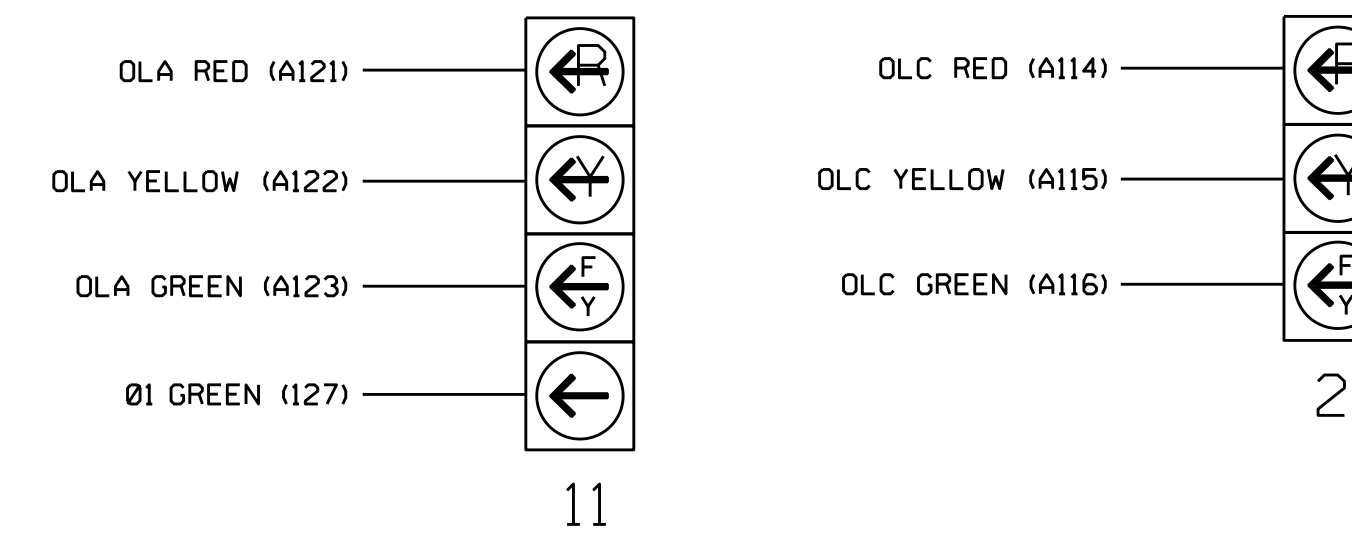 OLA RED (A121)
R
OLA YELLOW (A122)
Y
OLA GREEN (A123)
F
Y
Ø1 GREEN (127)
11
OLC RED (A114)
OLC YELLOW (A115)
Y
OLC GREEN (A116)
F
Y
2